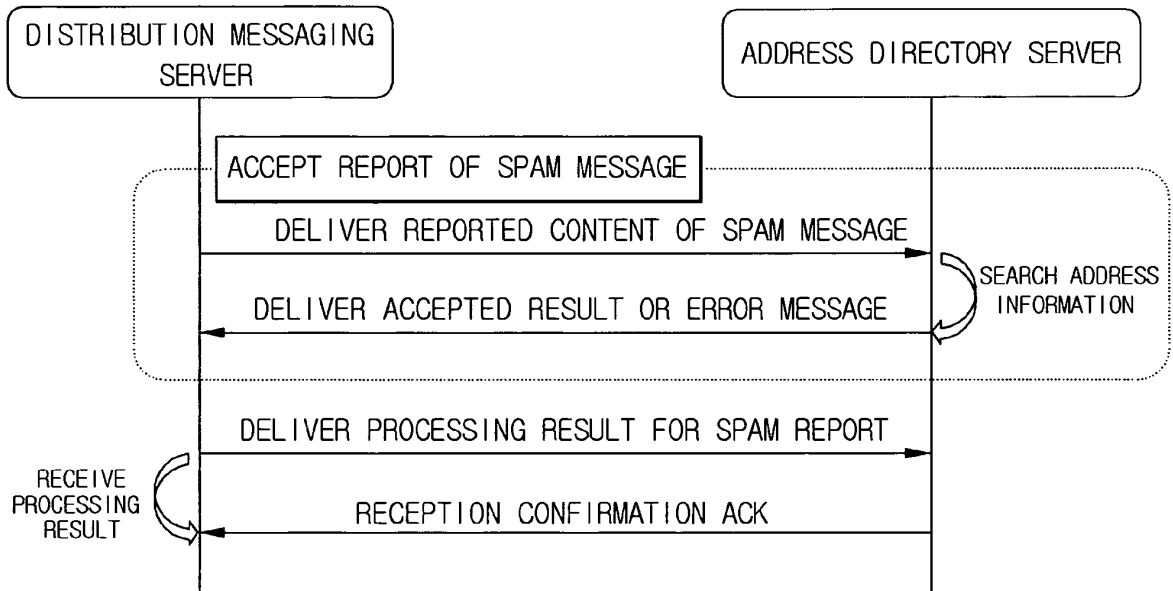 DISTRIBUTION MESSAGING
SERVER
ADDRESS DIRECTORY SERVER
ACCEPT REPORT OF SPAM MESSAGE
DELIVER REPORTED CONTENT OF SPAM MESSAGE
SEARCH ADDRESS
INFORMATION
DELIVER ACCEPTED RESULT OR ERROR MESSAGE
DELIVER PROCESSING RESULT FOR SPAM REPORT
RECEIVE
PROCESSING
RESULT
RECEPTION CONFIRMATION ACK